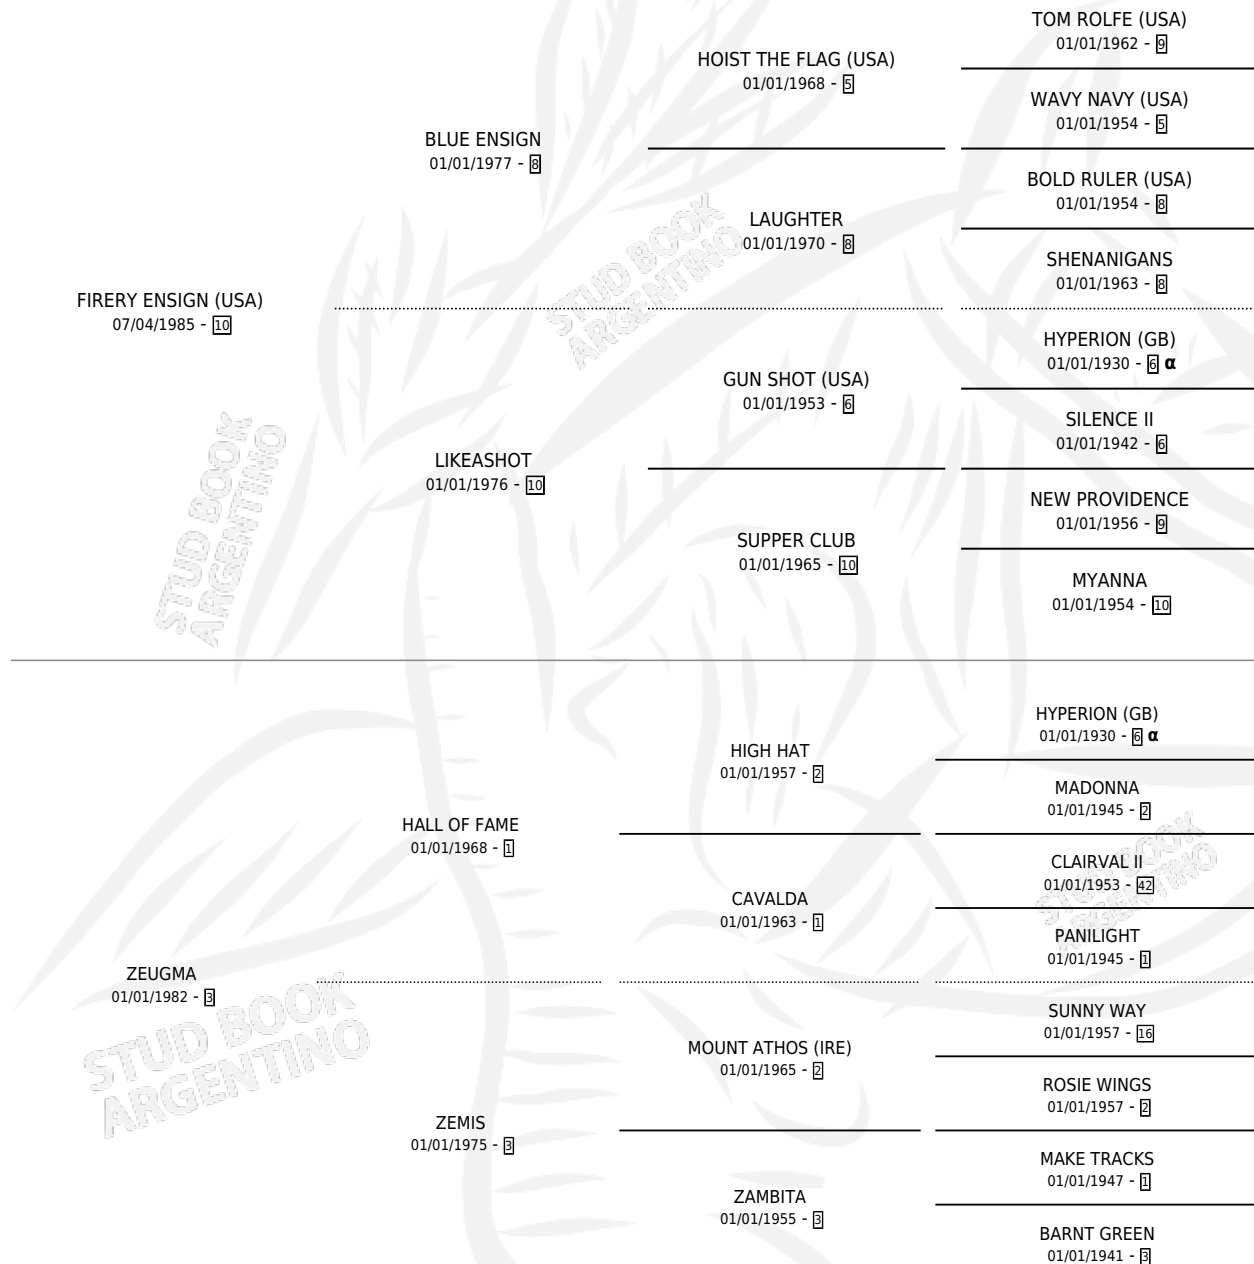 TOM ROLFE (USA)
01/01/1962 - 9
HOIST THE FLAG (USA)
01/01/1968 - 5
WAVY NAVY (USA)
01/01/1954 - 5
BLUE ENSIGN
01/01/1977 - 8
BOLD RULER (USA)
01/01/1954 - 8
LAUGHTER
01/01/1970 - 8
SHENANIGANS
01/01/1963 - 8
FIRERY ENSIGN (USA)
07/04/1985 - 10
HYPERION (GB)
01/01/1930 - 6 α
GUN SHOT (USA)
01/01/1953 - 6
SILENCE II
01/01/1942 - 6
LIKEASHOT
01/01/1976 - 10
NEW PROVIDENCE
01/01/1956 - 9
SUPPER CLUB
01/01/1965 - 10
MYANNA
01/01/1954 - 10
HYPERION (GB)
01/01/1930 - 6 α
HIGH HAT
01/01/1957 - 2
MADONNA
01/01/1945 - 2
HALL OF FAME
01/01/1968 - 1
CLAIRVAL II
01/01/1953 - 42
CAVALDA
01/01/1963 - 1
PANILIGHT
01/01/1945 - 1
ZEUGMA
01/01/1982 - 3
SUNNY WAY
01/01/1957 - 16
MOUNT ATHOS (IRE)
01/01/1965 - 2
ROSIE WINGS
01/01/1957 - 2
ZEMIS
01/01/1975 - 3
MAKE TRACKS
01/01/1947 - 1
ZAMBITA
01/01/1955 - 3
BARNT GREEN
01/01/1941 - 3
STUD BOOK
ARGENTINO
STUD BOOK
ARGENTINO
STUD BOOK
ARGENTINO
STUD BOOK
ARGENTINO